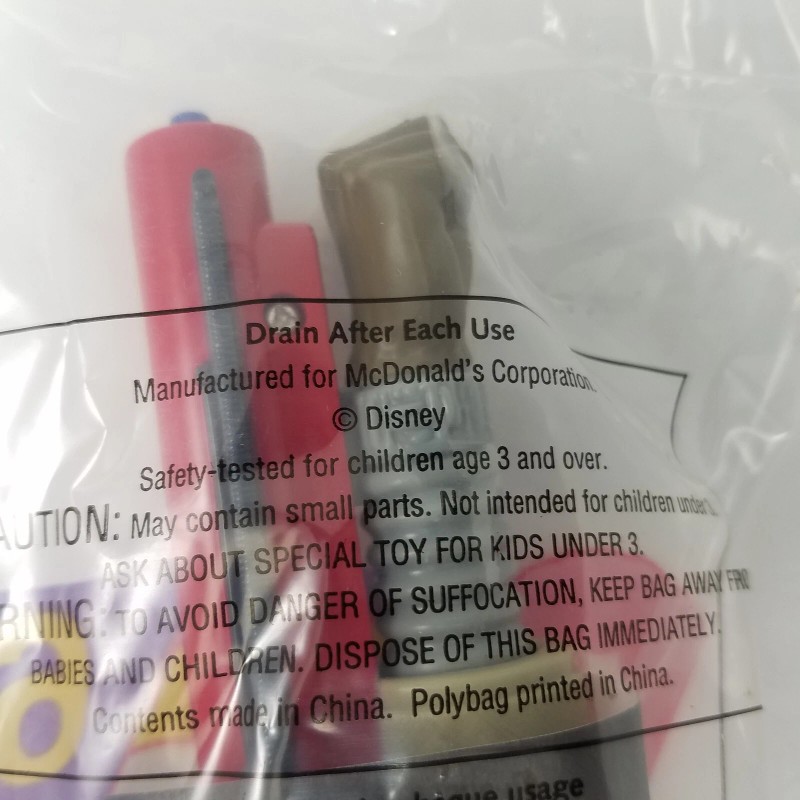 Drain After Each Use
Manufactured for McDonald's Corporation.
© Disney
Safety-tested for children age 3 and over.
AUTION: May contain small parts. Not intended for children under
ASK ABOUT SPECIAL TOY FOR KIDS UNDER 3.
RNING: TO AVOID DANGER OF SUFFOCATION, KEEP BAG AWAY
BABIES AND CHILDREN. DISPOSE OF THIS BAG IMMEDIATELY.
Contents made in China. Polybag printed in China.
usage